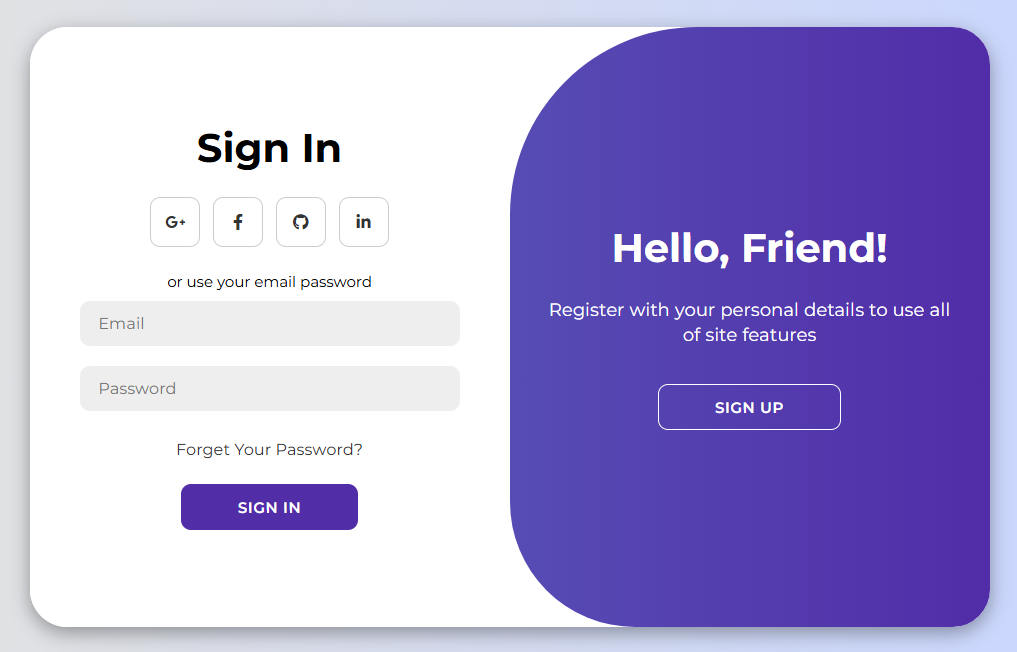 Sign In
G+ f in
or use your email password
Email
Password
Forget Your Password?
SIGN IN
Hello, Friend!
Register with your personal details to use all
of site features
SIGN UP